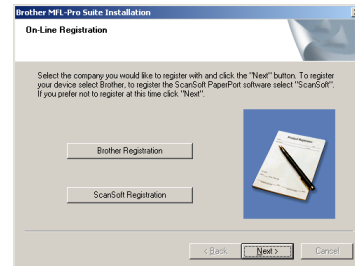 Brother MFL-Pro Suite Installation
On-Line Registration
Select the company you would like to register with and click the "Next" button. To register
your device select Brother, to register the ScanSoft PaperPort software select "ScanSoft".
If you prefer not to register at this time click "Next".
Brother Registration
ScanSoft Registration
< Back
Next >
Cancel